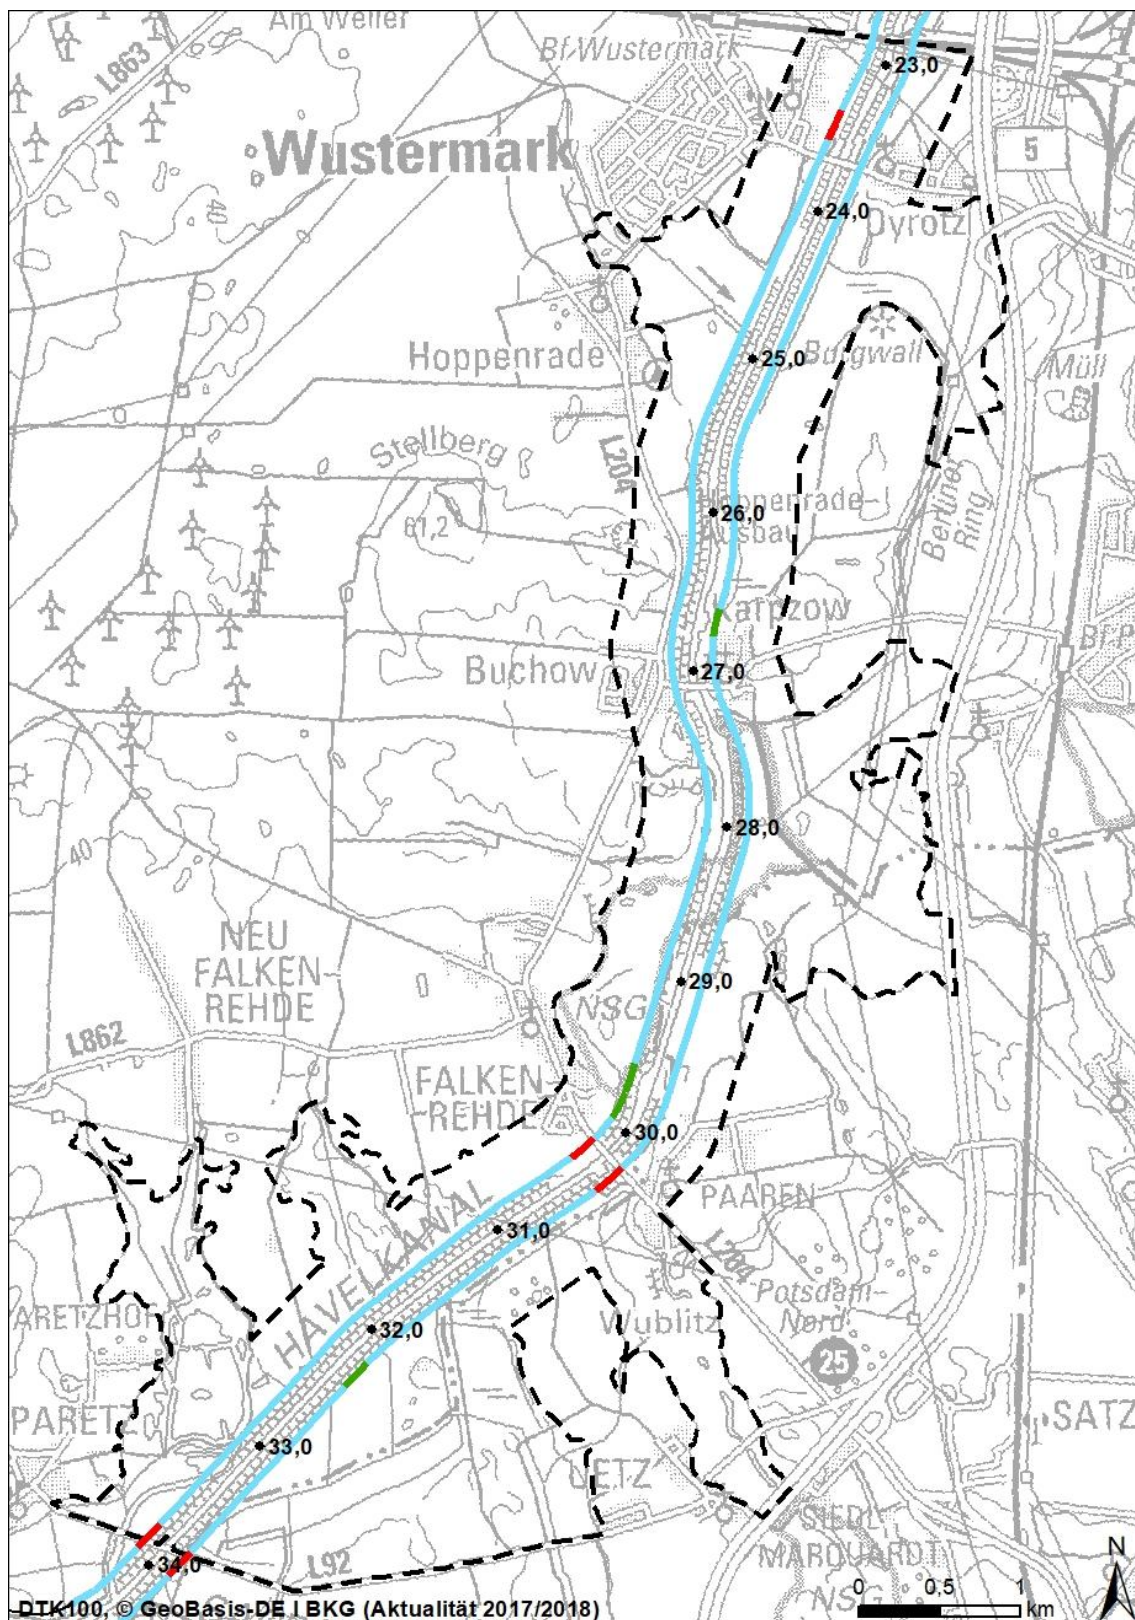 Am Weiler
L863
Bf Wustermark
23,0
Wustermark
5
40
24,0
Dyrotz
Hoppenrade
25,0
Burgwall
Müll
Stellberg
L204
61,2
26,0
Hoppenrade-
Ausbau
Berliner
Ring
Karpzow
Buchow
27,0
Bf P
28,0
40
NEU
FALKEN-
REHDE
29,0
NSG
L862
FALKEN-
-REHDE
30,0
PAAREN
31,0
HAVELKANAL
L204
Potsdam-
Nord
ARETZHOF
32,0
Wublitz
25
PARETZ
SATZ
33,0
UETZ
SIEDL.
MARQUARDT
34,0
L92
NSG
N
0 0,5 1
km
DTK100, © GeoBasis-DE | BKG (Aktualität 2017/2018)